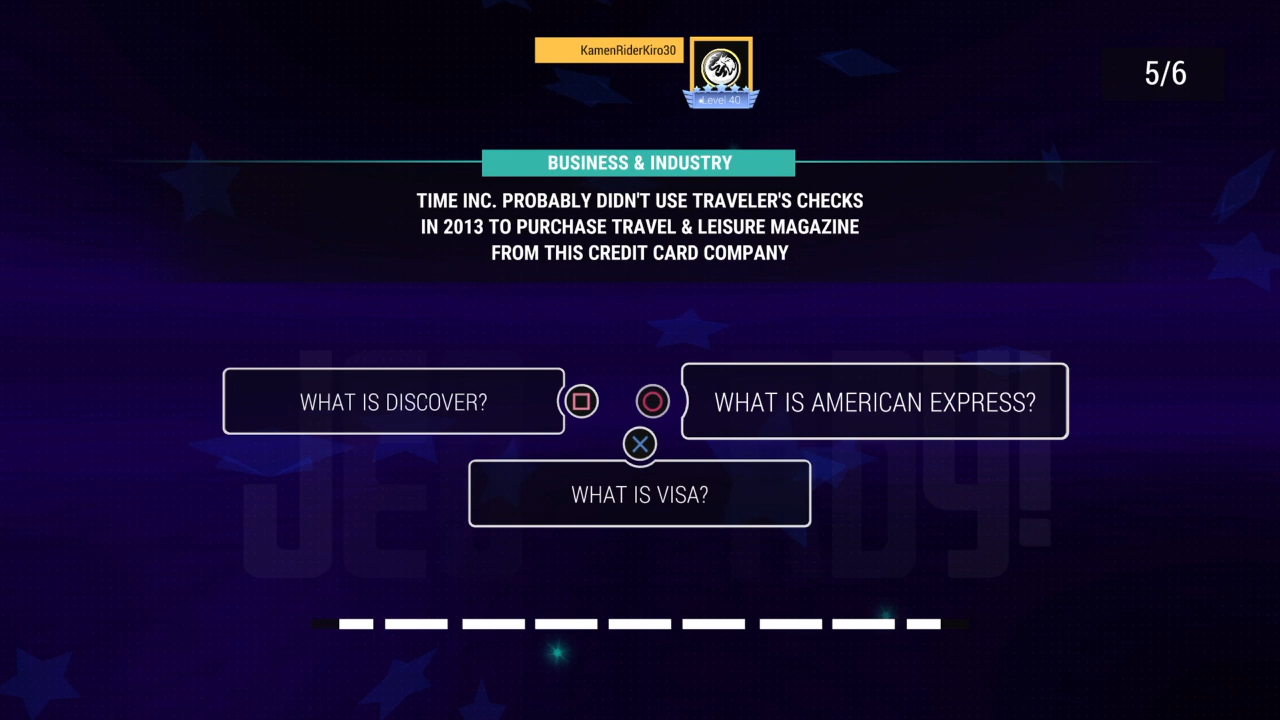 KamenRiderKiro30
Level 40
5/6
BUSINESS & INDUSTRY
TIME INC. PROBABLY DIDN'T USE TRAVELER'S CHECKS
IN 2013 TO PURCHASE TRAVEL & LEISURE MAGAZINE
FROM THIS CREDIT CARD COMPANY
WHAT IS DISCOVER?
WHAT IS AMERICAN EXPRESS?
WHAT IS VISA?